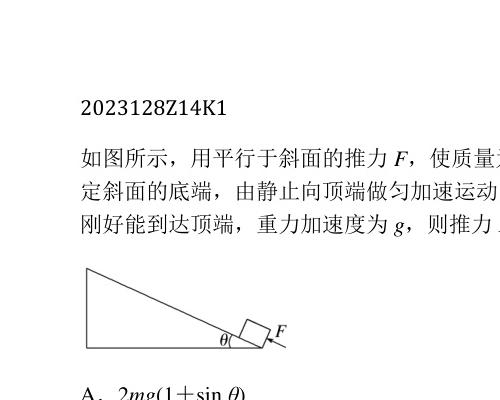 2023128Z14K1
如图所示，用平行于斜面的推力 F，使质量
定斜面的底端，由静止向顶端做匀加速运动
刚好能到达顶端，重力加速度为 g，则推力
θ F
A．2mg(1＋sin θ)